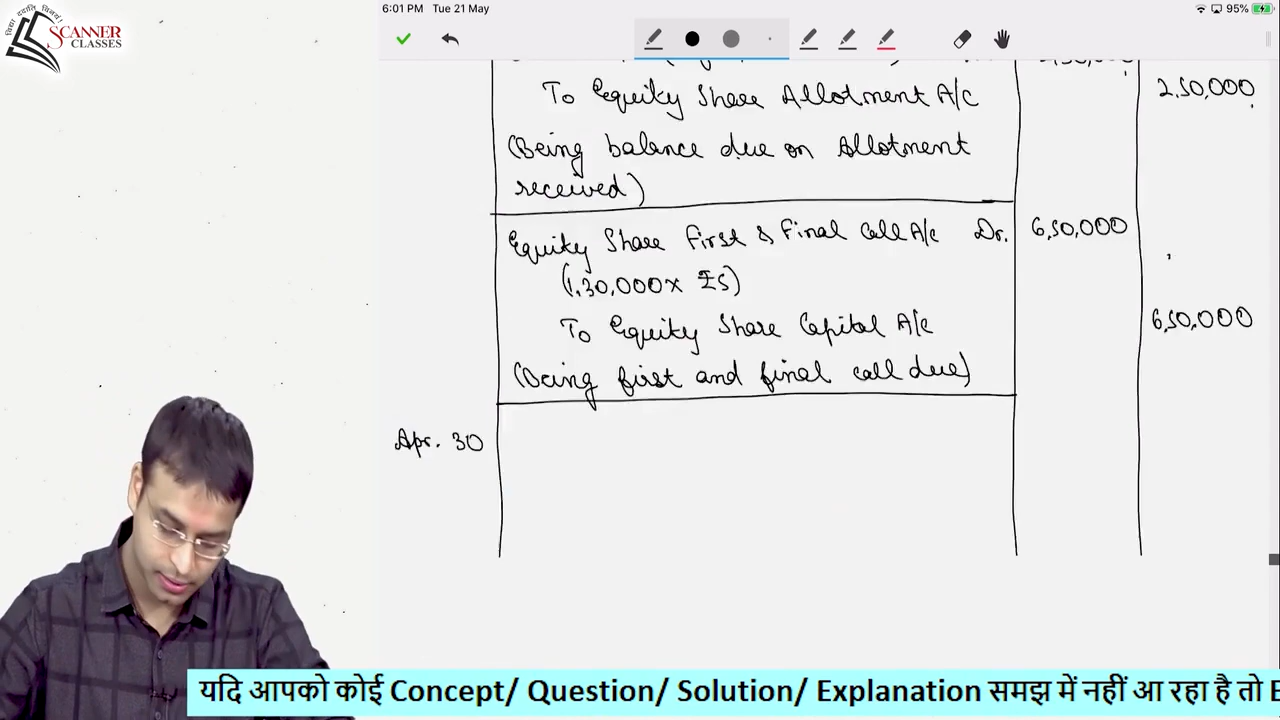 6:01 PM Tue 21 May
95%
विद्या ददाति विनयं।
SCANNER
CLASSES
To Equity Share Allotment A/c 2,50,000
(Being balance due on Allotment
received)
Equity Share First & Final Call A/c Dr. 6,50,000
(1,30,000 x ₹5)
To Equity Share Capital A/c 6,50,000
(Being first and final call due)
Apr. 30
यदि आपको कोई Concept/ Question/ Solution/ Explanation समझ में नहीं आ रहा है तो E